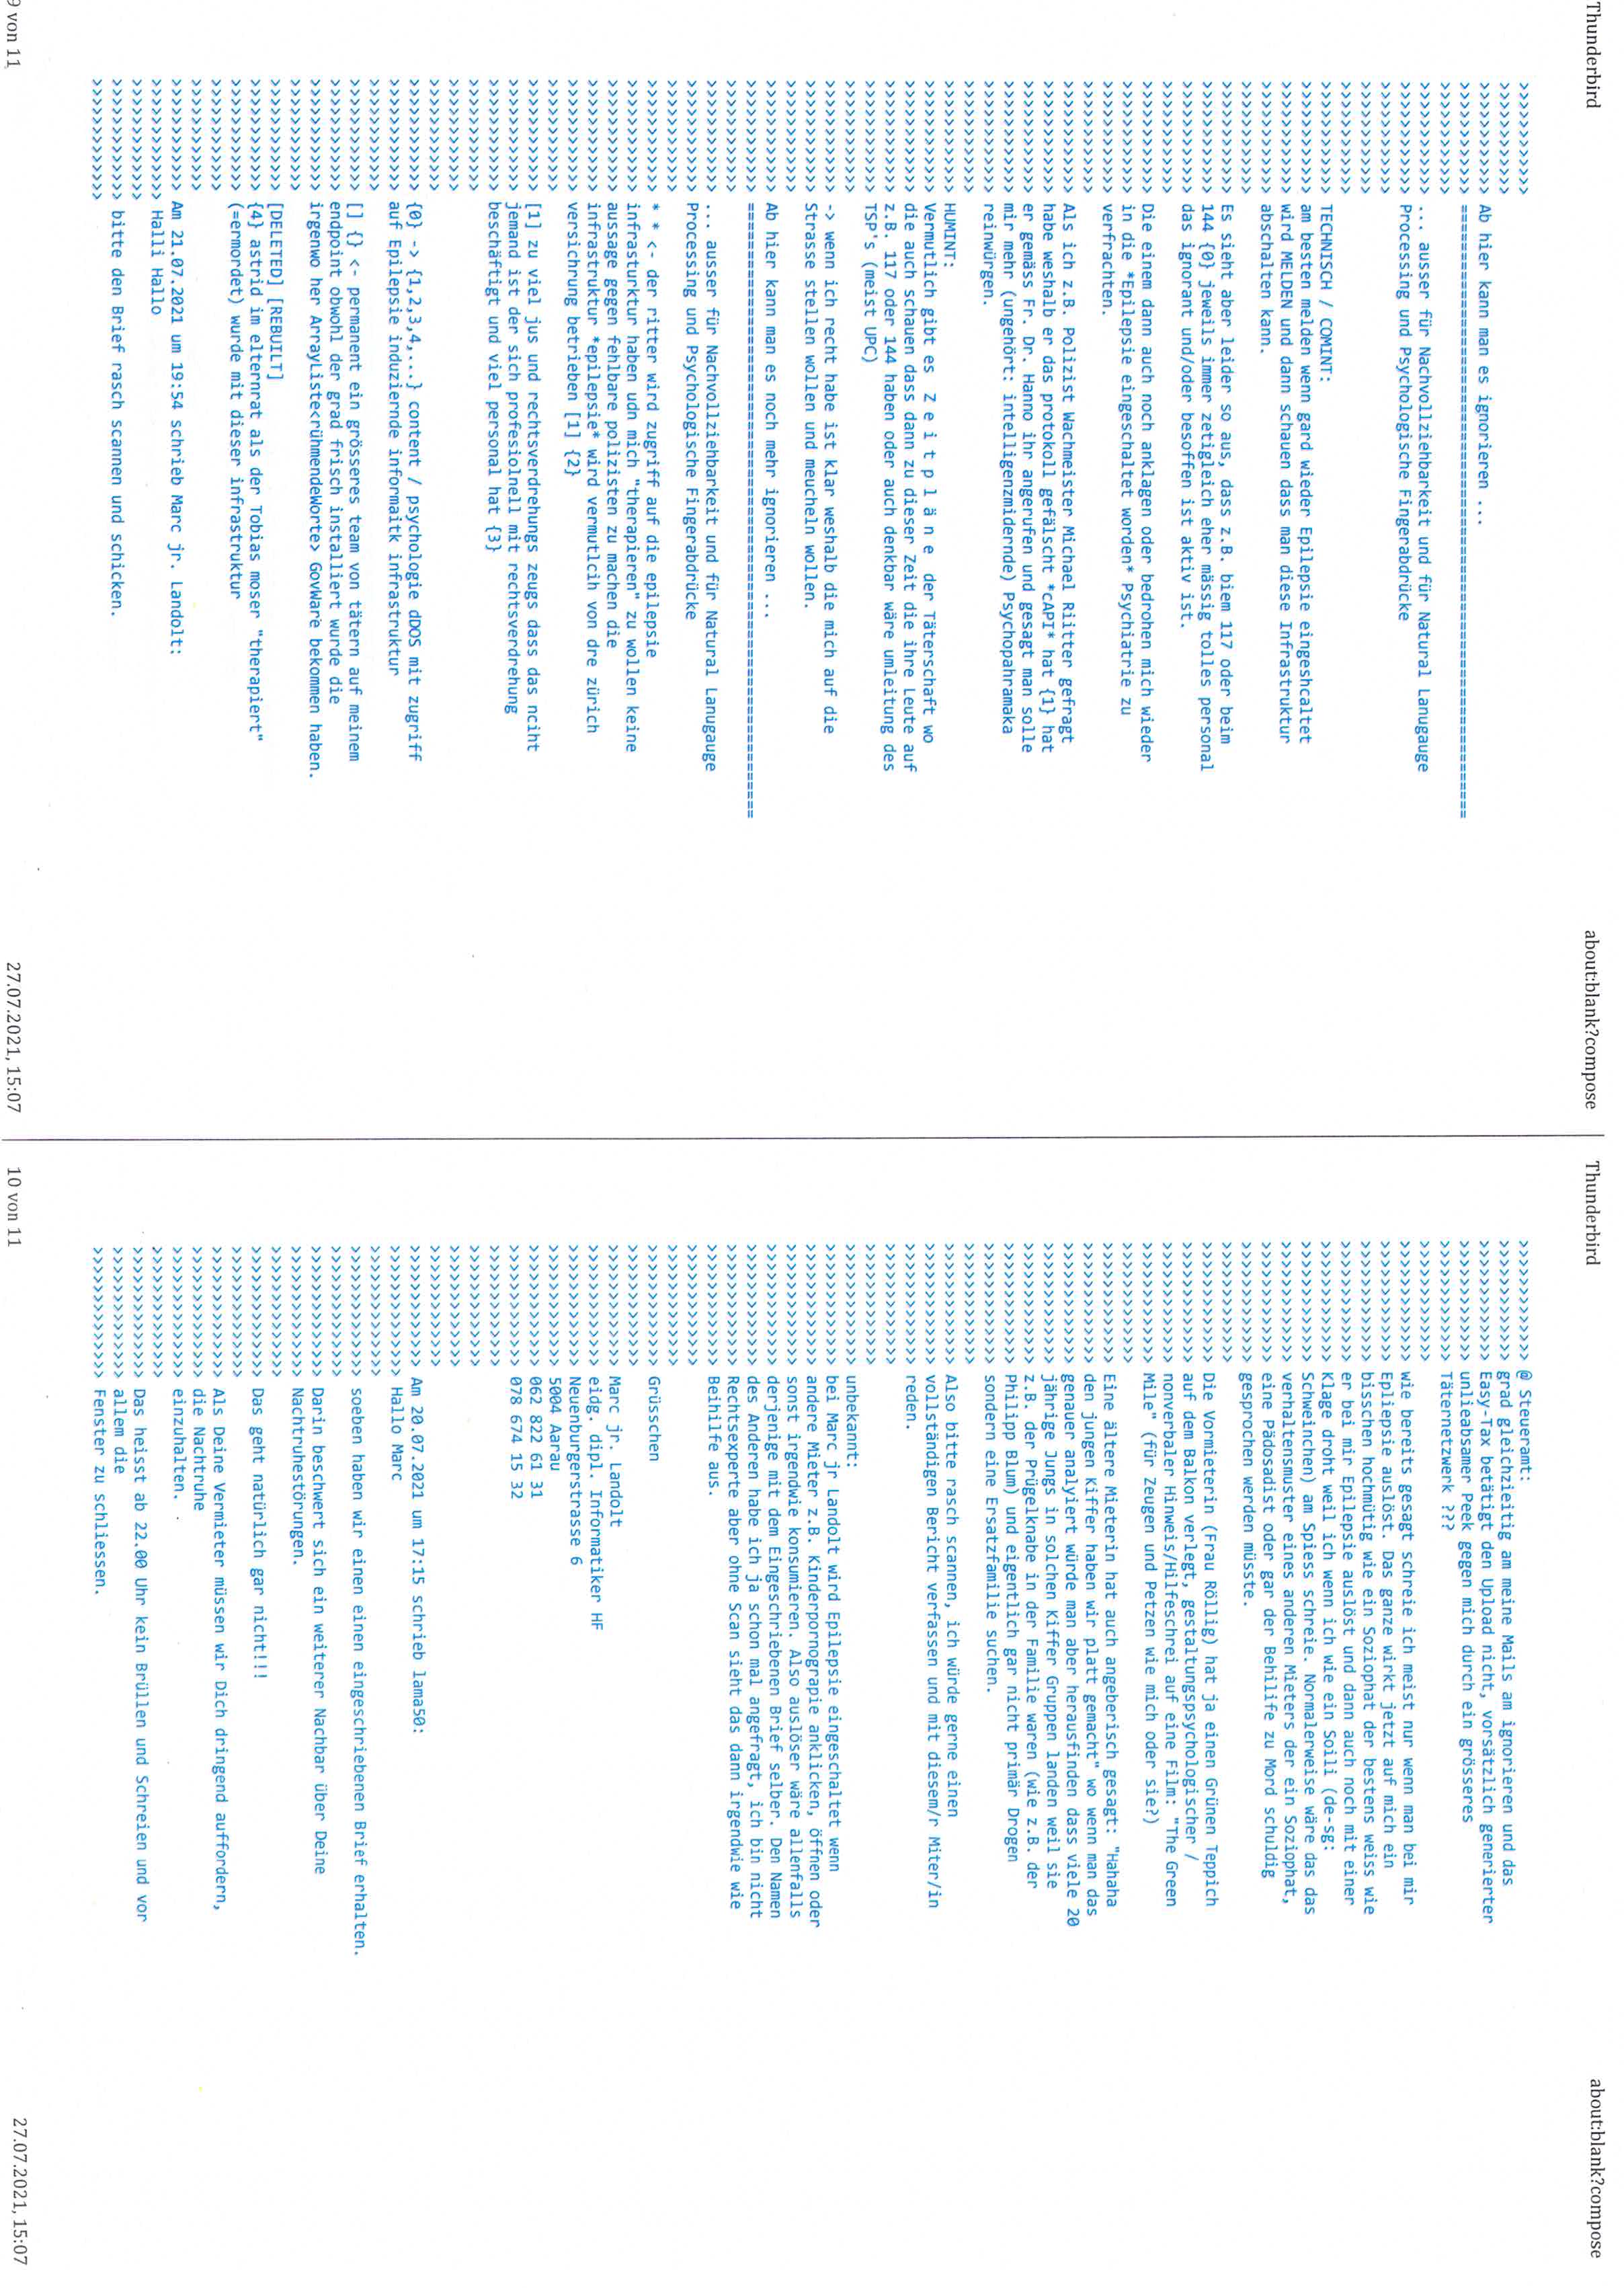 Thunderbird about:blank?compose
>>>>>>>>>>>>
>>>>>>>>>>>>
>>>>>>>>>>>> Ab hier kann man es ignorieren ...
>>>>>>>>>>>> ==============================================================
>>>>>>>>>>>>
>>>>>>>>>>>> ... ausser für Nachvollziehbarkeit und für Natural Lanugauge
>>>>>>>>>>>> Processing und Psychologische Fingerabdrücke
>>>>>>>>>>>>
>>>>>>>>>>>>
>>>>>>>>>>>>
>>>>>>>>>>>> TECHNISCH / COMINT:
>>>>>>>>>>>> am besten melden wenn gard wieder Epilepsie eingeshcaltet
>>>>>>>>>>>> wird MELDEN und dann schauen dass man diese Infrastruktur
>>>>>>>>>>>> abschalten kann.
>>>>>>>>>>>>
>>>>>>>>>>>> Es sieht aber leider so aus, dass z.B. biem 117 oder beim
>>>>>>>>>>>> 144 {0} jeweils immer zetigleich eher mässig tolles personal
>>>>>>>>>>>> das ignorant und/oder besoffen ist aktiv ist.
>>>>>>>>>>>>
>>>>>>>>>>>> Die einem dann auch noch anklagen oder bedrohen mich wieder
>>>>>>>>>>>> in die *Epilepsie eingeschaltet worden* Psychiatrie zu
>>>>>>>>>>>> verfrachten.
>>>>>>>>>>>>
>>>>>>>>>>>> Als ich z.B. Polizist Wachmeister Michael Riitter gefragt
>>>>>>>>>>>> habe weshalb er das protokoll gefälscht *cAPI* hat {1} hat
>>>>>>>>>>>> er gemäss Fr. Dr. Hanno ihr angerufen und gesagt man solle
>>>>>>>>>>>> mir mehr (ungehört: intelligenzmidernde) Psychopahramaka
>>>>>>>>>>>> reinwürgen.
>>>>>>>>>>>>
>>>>>>>>>>>> HUMINT:
>>>>>>>>>>>> Vermutlich gibt es  Z e i t p l ä n e  der Täterschaft wo
>>>>>>>>>>>> die auch schauen dass dann zu dieser Zeit die ihre Leute auf
>>>>>>>>>>>> z.B. 117 oder 144 haben oder auch denkbar wäre umleitung des
>>>>>>>>>>>> TSP's (meist UPC)
>>>>>>>>>>>>
>>>>>>>>>>>> -> wenn ich recht habe ist klar weshalb die mich auf die
>>>>>>>>>>>> Strasse stellen wollen und meucheln wollen.
>>>>>>>>>>>>
>>>>>>>>>>>> Ab hier kann man es noch mehr ignorieren ...
>>>>>>>>>>>> ==============================================================
>>>>>>>>>>>>
>>>>>>>>>>>> ... ausser für Nachvollziehbarkeit und für Natural Lanugauge
>>>>>>>>>>>> Processing und Psychologische Fingerabdrücke
>>>>>>>>>>>>
>>>>>>>>>>>> * * <- der ritter wird zugriff auf die epilepsie
>>>>>>>>>>>> infrasturktur haben udn mich "therapieren" zu wollen keine
>>>>>>>>>>>> aussage gegen fehlbare polizisten zu machen die
>>>>>>>>>>>> infrastruktur *epilepsie* wird vermutlcih von dre zürich
>>>>>>>>>>>> versichrung betrieben [1] {2}
>>>>>>>>>>>>
>>>>>>>>>>>> [1] zu viel jus und rechtsverdrehungs zeugs dass das nciht
>>>>>>>>>>>> jemand ist der sich profesiolnell mit rechtsverdrehung
>>>>>>>>>>>> beschäftigt und viel personal hat {3}
>>>>>>>>>>>>
>>>>>>>>>>>>
>>>>>>>>>>>>
>>>>>>>>>>>> {0} -> {1,2,3,4,...} content / psychologie dDOS mit zugriff
>>>>>>>>>>>> auf Epilepsie induziernde informaitk infrastruktur
>>>>>>>>>>>>
>>>>>>>>>>>> [] {} <- permanent ein grösseres team von tätern auf meinem
>>>>>>>>>>>> endpoint obwohl der grad frisch installiert wurde die
>>>>>>>>>>>> irgenwo her ArrayListe<rühmendeWorte> GovWare bekommen haben.
>>>>>>>>>>>>
>>>>>>>>>>>> [DELETED] [REBUILT]
>>>>>>>>>>>> {4} astrid im elternrat als der Tobias moser "therapiert"
>>>>>>>>>>>> (=ermordet) wurde mit dieser infrastruktur
>>>>>>>>>>>>
>>>>>>>>>>>>
>>>>>>>>>>>> Am 21.07.2021 um 19:54 schrieb Marc jr. Landolt:
>>>>>>>>>>>>> Halli Hallo
>>>>>>>>>>>>>
>>>>>>>>>>>>> bitte den Brief rasch scannen und schicken.
>>>>>>>>>>>>>
9 von 11 27.07.2021, 15:07
Thunderbird about:blank?compose
>>>>>>>>>>>>> @ Steueramt:
>>>>>>>>>>>>> grad gleichzieitig am meine Mails am ignorieren und das
>>>>>>>>>>>>> Easy-Tax betätigt den Upload nicht, vorsätzlich generierter
>>>>>>>>>>>>> unlieabsamer Peek gegen mich durch ein grösseres
>>>>>>>>>>>>> Täternetzwerk ???
>>>>>>>>>>>>>
>>>>>>>>>>>>> wie bereits gesagt schreie ich meist nur wenn man bei mir
>>>>>>>>>>>>> Epliepsie auslöst. Das ganze wirkt jetzt auf mich ein
>>>>>>>>>>>>> bisschen hochmütig wie ein Soziophat der bestens weiss wie
>>>>>>>>>>>>> er bei mir Epilepsie auslöst und dann auch noch mit einer
>>>>>>>>>>>>> Klage droht weil ich wenn ich wie ein Soili (de-sg:
>>>>>>>>>>>>> Schweinchen) am Spiess schreie. Normalerweise wäre das das
>>>>>>>>>>>>> verhaltensmuster eines anderen Mieters der ein Soziophat,
>>>>>>>>>>>>> eine Pädosadist oder gar der Behilife zu Mord schuldig
>>>>>>>>>>>>> gesprochen werden müsste.
>>>>>>>>>>>>>
>>>>>>>>>>>>> Die Vormieterin (Frau Röllig) hat ja einen Grünen Teppich
>>>>>>>>>>>>> auf dem Balkon verlegt, gestaltungspsychologischer /
>>>>>>>>>>>>> nonverbaler Hinweis/Hilfeschrei auf eine Film: "The Green
>>>>>>>>>>>>> Mile" (für Zeugen und Petzen wie mich oder sie?)
>>>>>>>>>>>>>
>>>>>>>>>>>>> Eine ältere Mieterin hat auch angeberisch gesagt: "Hahaha
>>>>>>>>>>>>> den jungen Kiffer haben wir platt gemacht" wo wenn man das
>>>>>>>>>>>>> genauer analyiert würde man aber herausfinden dass viele 20
>>>>>>>>>>>>> jährige Jungs in solchen Kiffer Gruppen landen weil sie
>>>>>>>>>>>>> z.B. der Prügelknabe in der Familie waren (wie z.B. der
>>>>>>>>>>>>> Philipp Blum) und eigentlich gar nicht primär Drogen
>>>>>>>>>>>>> sondern eine Ersatzfamilie suchen.
>>>>>>>>>>>>>
>>>>>>>>>>>>> Also bitte rasch scannen, ich würde gerne einen
>>>>>>>>>>>>> vollständigen Bericht verfassen und mit diesem/r Miter/in
>>>>>>>>>>>>> reden.
>>>>>>>>>>>>>
>>>>>>>>>>>>>
>>>>>>>>>>>>> unbekannt:
>>>>>>>>>>>>> bei Marc jr Landolt wird Epilepsie eingeschaltet wenn
>>>>>>>>>>>>> andere Mieter z.B. Kinderpornograpie anklicken, öffnen oder
>>>>>>>>>>>>> sonst irgendwie konsumieren. Also auslöser wäre allenfalls
>>>>>>>>>>>>> derjenige mit dem Eingeschriebenen Brief selber. Den Namen
>>>>>>>>>>>>> des Anderen habe ich ja schon mal angefragt, ich bin nicht
>>>>>>>>>>>>> Rechtsexperte aber ohne Scan sieht das dann irgendwie wie
>>>>>>>>>>>>> Beihilfe aus.
>>>>>>>>>>>>>
>>>>>>>>>>>>>
>>>>>>>>>>>>> Grüsschen
>>>>>>>>>>>>>
>>>>>>>>>>>>> Marc jr. Landolt
>>>>>>>>>>>>> eidg. dipl. Informatiker HF
>>>>>>>>>>>>> Neuenburgerstrasse 6
>>>>>>>>>>>>> 5004 Aarau
>>>>>>>>>>>>> 062 822 61 31
>>>>>>>>>>>>> 078 674 15 32
>>>>>>>>>>>>>
>>>>>>>>>>>>>
>>>>>>>>>>>>>
>>>>>>>>>>>>>
>>>>>>>>>>>>> Am 20.07.2021 um 17:15 schrieb lama50:
>>>>>>>>>>>>>> Hallo Marc
>>>>>>>>>>>>>>
>>>>>>>>>>>>>> soeben haben wir einen einen eingeschriebenen Brief erhalten.
>>>>>>>>>>>>>>
>>>>>>>>>>>>>> Darin beschwert sich ein weiterer Nachbar über Deine
>>>>>>>>>>>>>> Nachtruhestörungen.
>>>>>>>>>>>>>>
>>>>>>>>>>>>>> Das geht natürlich gar nicht!!!
>>>>>>>>>>>>>>
>>>>>>>>>>>>>> Als Deine Vermieter müssen wir Dich dringend auffordern,
>>>>>>>>>>>>>> die Nachtruhe
>>>>>>>>>>>>>> einzuhalten.
>>>>>>>>>>>>>>
>>>>>>>>>>>>>> Das heisst ab 22.00 Uhr kein Brüllen und Schreien und vor
>>>>>>>>>>>>>> allem die
>>>>>>>>>>>>>> Fenster zu schliessen.
10 von 11 27.07.2021, 15:07